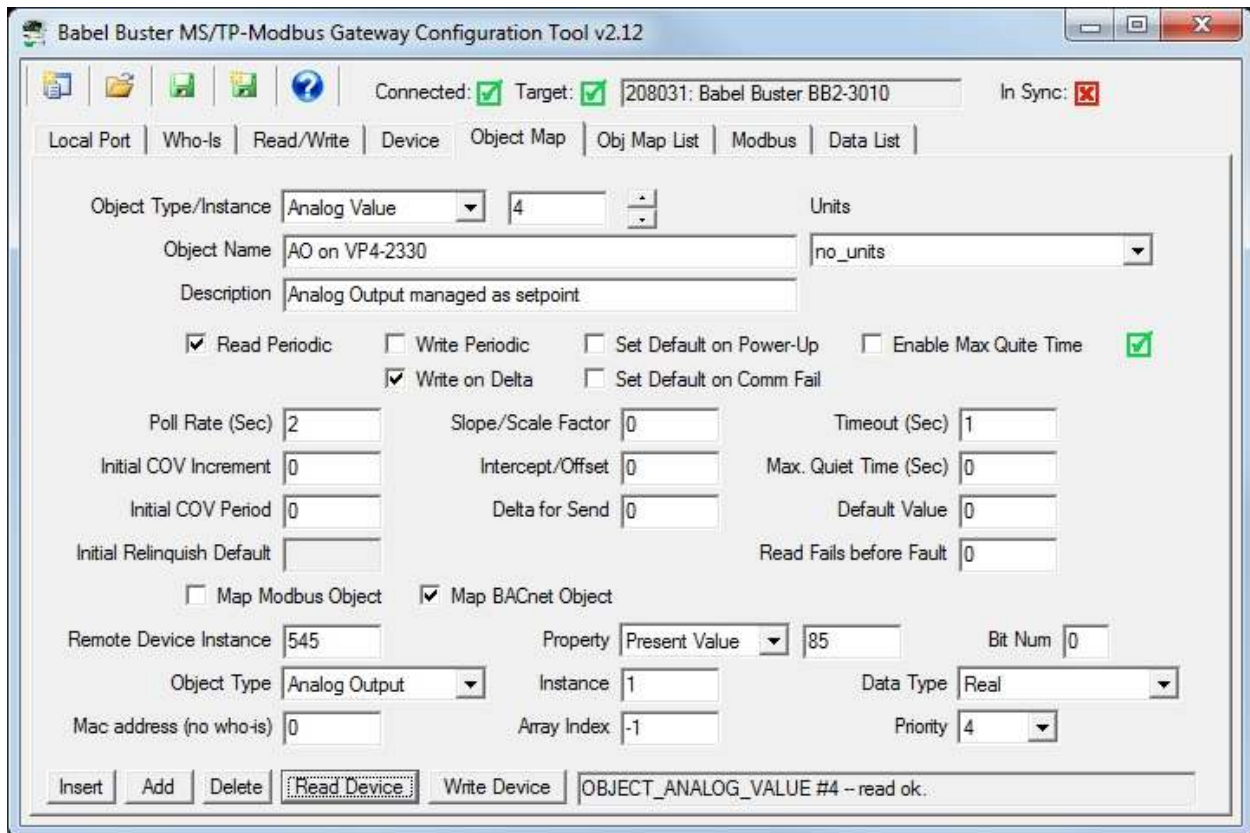 Babel Buster MS/TP-Modbus Gateway Configuration Tool v2.12
Connected: Target: 208031: Babel Buster BB2-3010 In Sync:
Local Port Who-Is Read/Write Device Object Map Obj Map List Modbus Data List
Object Type/Instance Analog Value 4 Units
Object Name AO on VP4-2330 no_units
Description Analog Output managed as setpoint
Read Periodic Write Periodic Set Default on Power-Up Enable Max Quite Time
Write on Delta Set Default on Comm Fail
Poll Rate (Sec) 2 Slope/Scale Factor 0 Timeout (Sec) 1
Initial COV Increment 0 Intercept/Offset 0 Max. Quiet Time (Sec) 0
Initial COV Period 0 Delta for Send 0 Default Value 0
Initial Relinquish Default Read Fails before Fault 0
Map Modbus Object Map BACnet Object
Remote Device Instance 545 Property Present Value 85 Bit Num 0
Object Type Analog Output Instance 1 Data Type Real
Mac address (no who-is) 0 Array Index -1 Priority 4
Insert Add Delete Read Device Write Device OBJECT_ANALOG_VALUE #4 -- read ok.